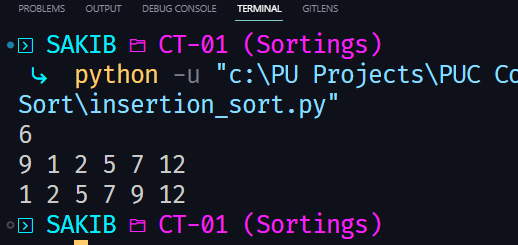 PROBLEMS OUTPUT DEBUG CONSOLE TERMINAL GITLENS
SAKIB CT-01 (Sortings)
python -u "c:\PU Projects\PUC Co
Sort\insertion_sort.py"
6
9 1 2 5 7 12
1 2 5 7 9 12
SAKIB CT-01 (Sortings)